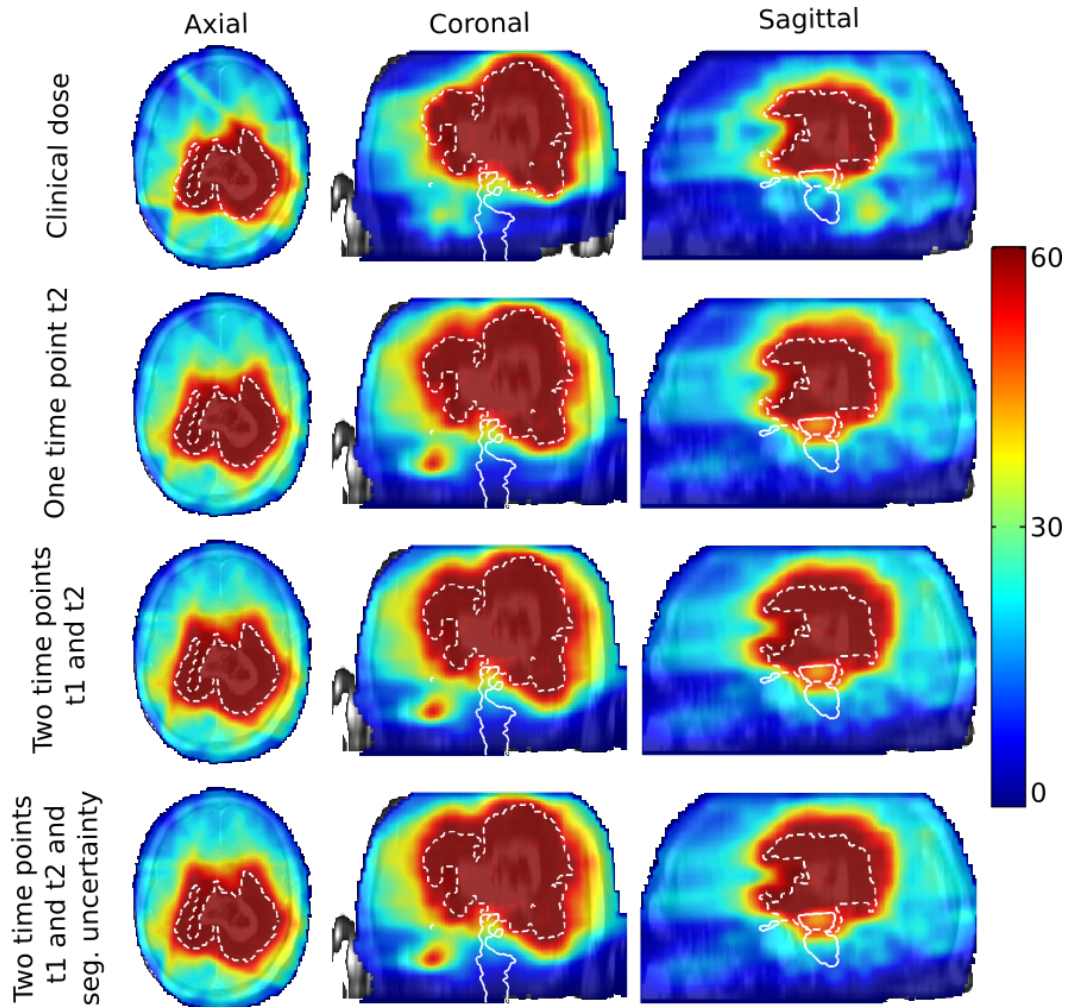 Axial
Coronal
Sagittal
Clinical dose
One time point t2
Two time points
t1 and t2
Two time points
t1 and t2 and
seg. uncertainty
60
30
0